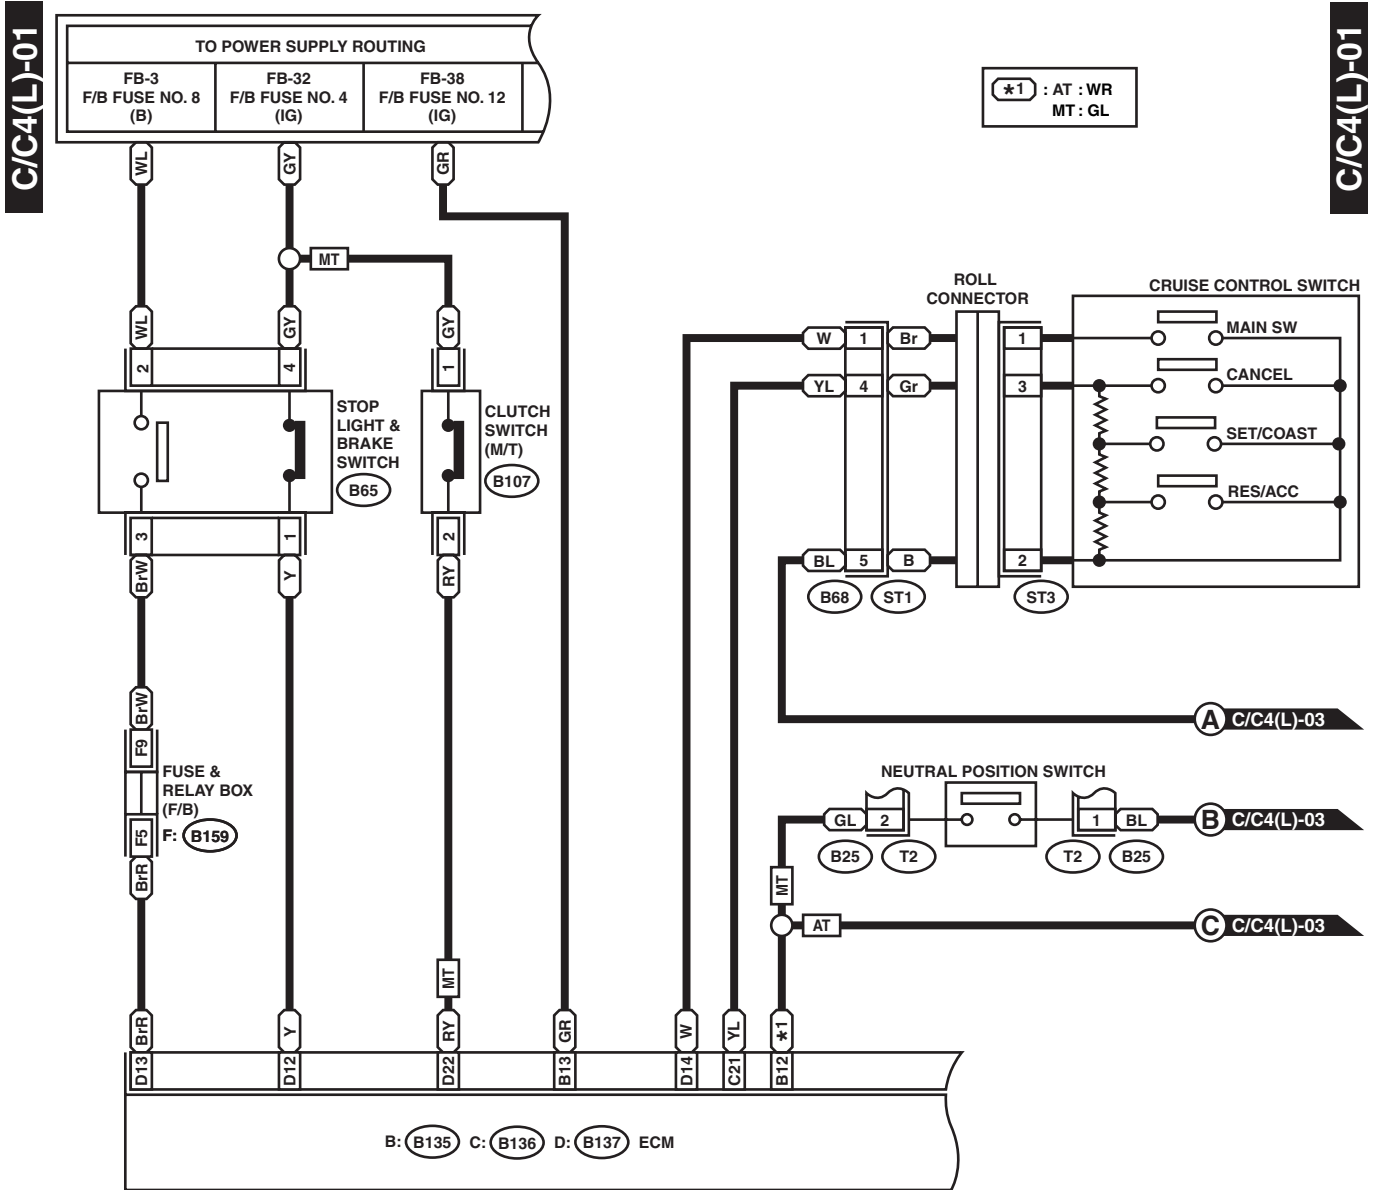 C/C4(L)-01
C/C4(L)-01
TO POWER SUPPLY ROUTING
FB-3
F/B FUSE NO. 8
(B)
FB-32
F/B FUSE NO. 4
(IG)
FB-38
F/B FUSE NO. 12
(IG)
*1 : AT : WR
MT : GL
WL
GY
GR
MT
WL
GY
GY
2
4
1
STOP
LIGHT &
BRAKE
SWITCH
B65
CLUTCH
SWITCH
(M/T)
B107
3
1
2
BrW
Y
RY
BrW
F9
FUSE &
RELAY BOX
(F/B)
F: B159
F5
BrR
MT
ROLL
CONNECTOR
CRUISE CONTROL SWITCH
W 1 Br
1
MAIN SW
YL 4 Gr
3
CANCEL
SET/COAST
RES/ACC
BL 5 B
2
B68
ST1
ST3
A C/C4(L)-03
NEUTRAL POSITION SWITCH
GL 2
1 BL
B C/C4(L)-03
B25
T2
T2
B25
MT
AT
C C/C4(L)-03
BrR
Y
RY
GR
W
YL
*1
D13
D12
D22
B13
D14
C21
B12
B: B135 C: B136 D: B137 ECM